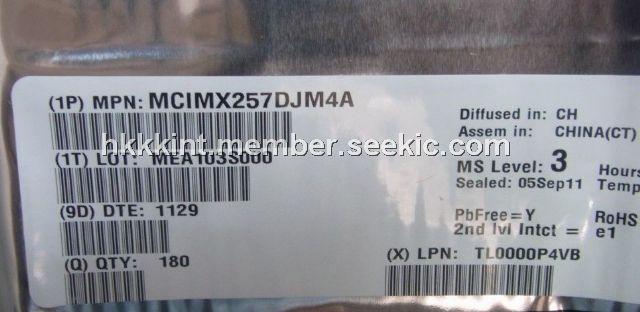 (1P) MPN: MCIMX257DJM4A
hkkkint.member.seekic.com
(1T) LOT: MEA103S000
(9D) DTE: 1129
(Q) QTY: 180
Diffused in: CH
Assem in: CHINA(CT)
MS Level: 3 Hours
Sealed: 05Sep11 Temp
PbFree=Y RoHS
2nd lvl Intct = e1
(X) LPN: TL0000P4VB